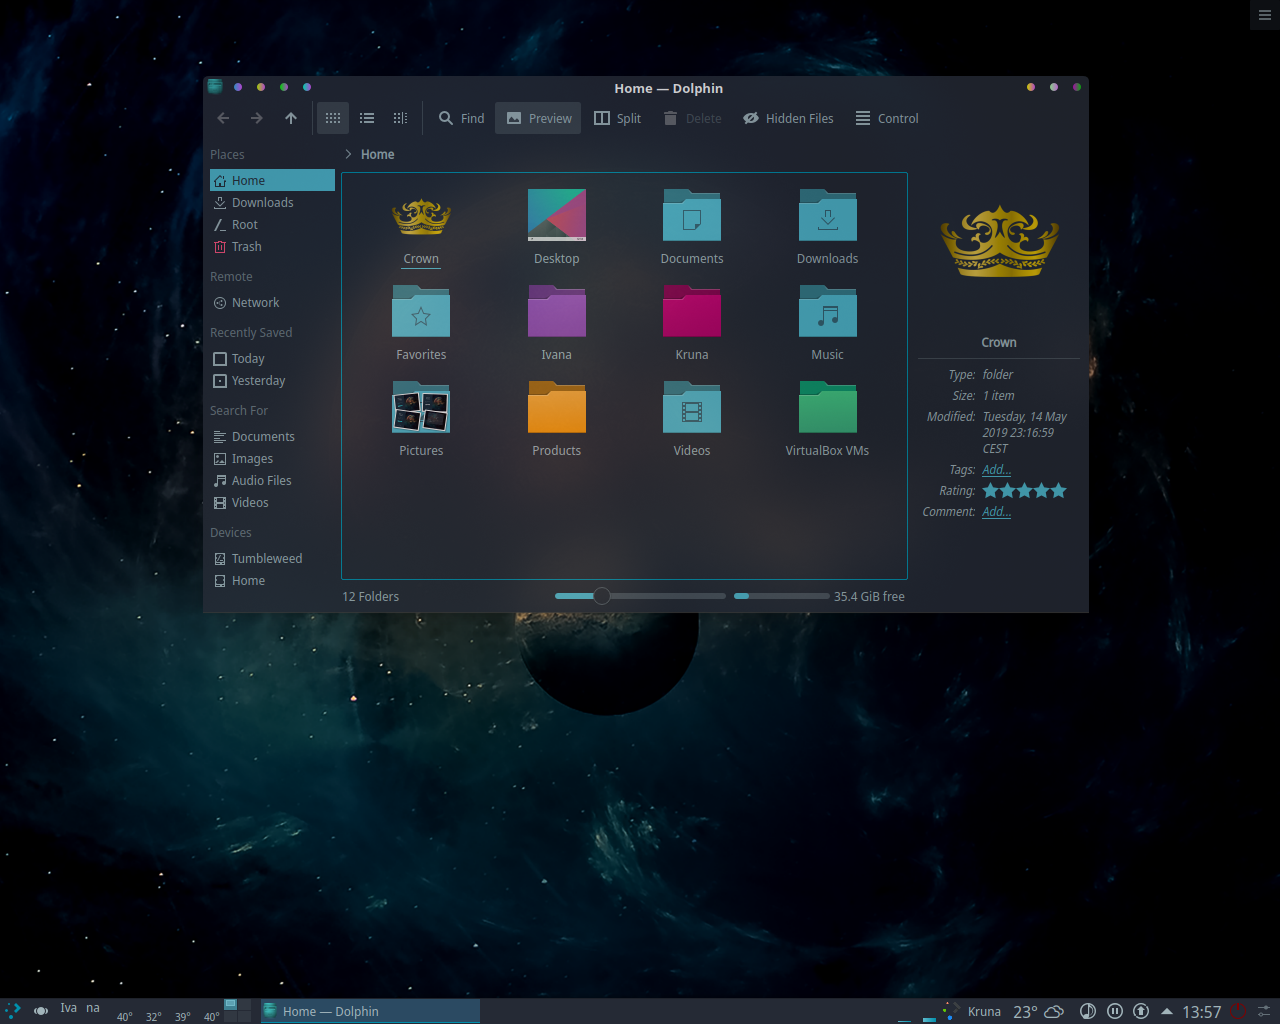 Home — Dolphin
Find Preview Split Delete Hidden Files Control
Places
Home
Downloads
Root
Trash
Remote
Network
Recently Saved
Today
Yesterday
Search For
Documents
Images
Audio Files
Videos
Devices
Tumbleweed
Home
Home
Crown Desktop Documents Downloads
Favorites Ivana Kruna Music
Pictures Products Videos VirtualBox VMs
12 Folders 35.4 GiB free
Crown
Type: folder
Size: 1 item
Modified: Tuesday, 14 May
2019 23:16:59
CEST
Tags: Add...
Rating:
Comment: Add...
Iva na
40° 32° 39° 40°
Home — Dolphin
Kruna 23° 13:57